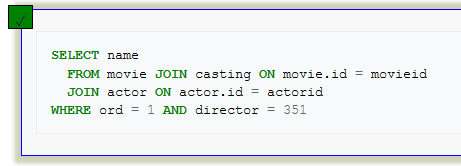 ✓
SELECT name
  FROM movie JOIN casting ON movie.id = movieid
  JOIN actor ON actor.id = actorid
WHERE ord = 1 AND director = 351